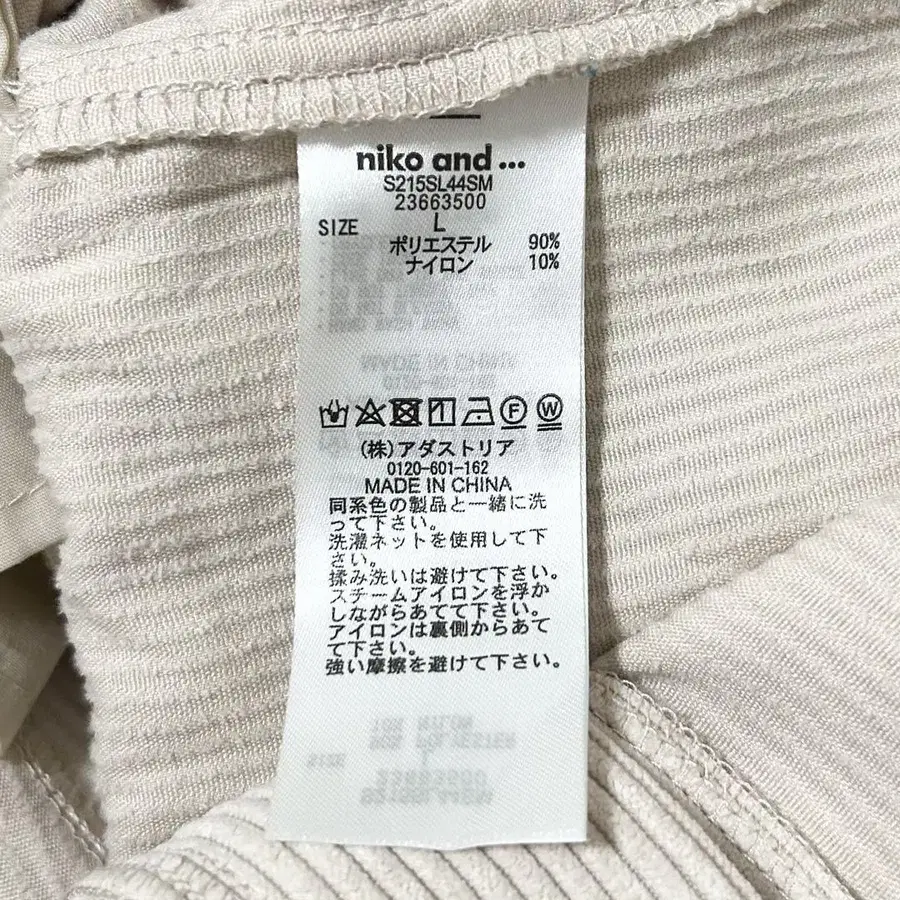 niko and ...
S215SL44SM
23663500
SIZE L
ポリエステル 90%
ナイロン 10%
F W
(株)アダストリア
0120-601-162
MADE IN CHINA
同系色の製品と一緒に洗
って下さい。
洗濯ネットを使用して下
さい。
揉み洗いは避けて下さい。
スチームアイロンを浮か
しながらあてて下さい。
アイロンは裏側からあて
て下さい。
強い摩擦を避けて下さい。